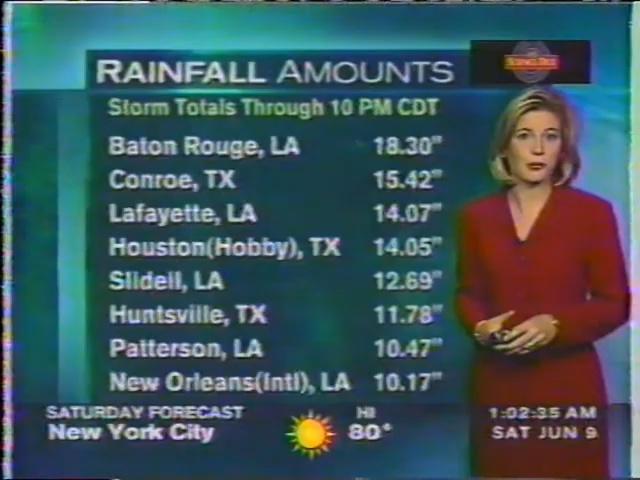 RAINFALL AMOUNTS
Storm Totals Through 10 PM CDT
Baton Rouge, LA 18.30"
Conroe, TX 15.42"
Lafayette, LA 14.07"
Houston(Hobby), TX 14.05"
Slidell, LA 12.69"
Huntsville, TX 11.78"
Patterson, LA 10.47"
New Orleans(Intl), LA 10.17"
SATURDAY FORECAST HI 1:02:35 AM
New York City 80° SAT JUN 9